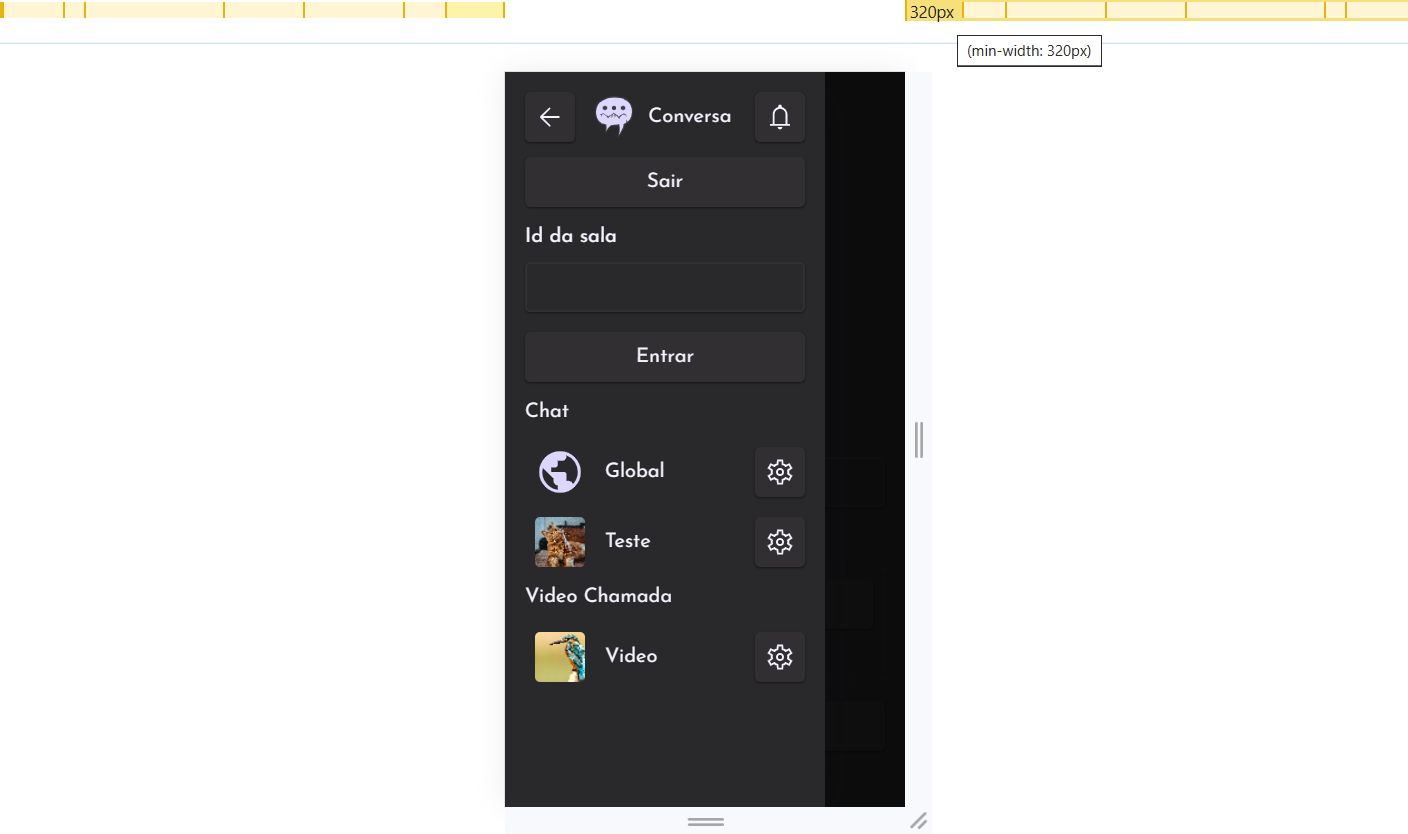 320px
(min-width: 320px)
Conversa
Sair
Id da sala
Entrar
Chat
Global
Teste
Video Chamada
Video